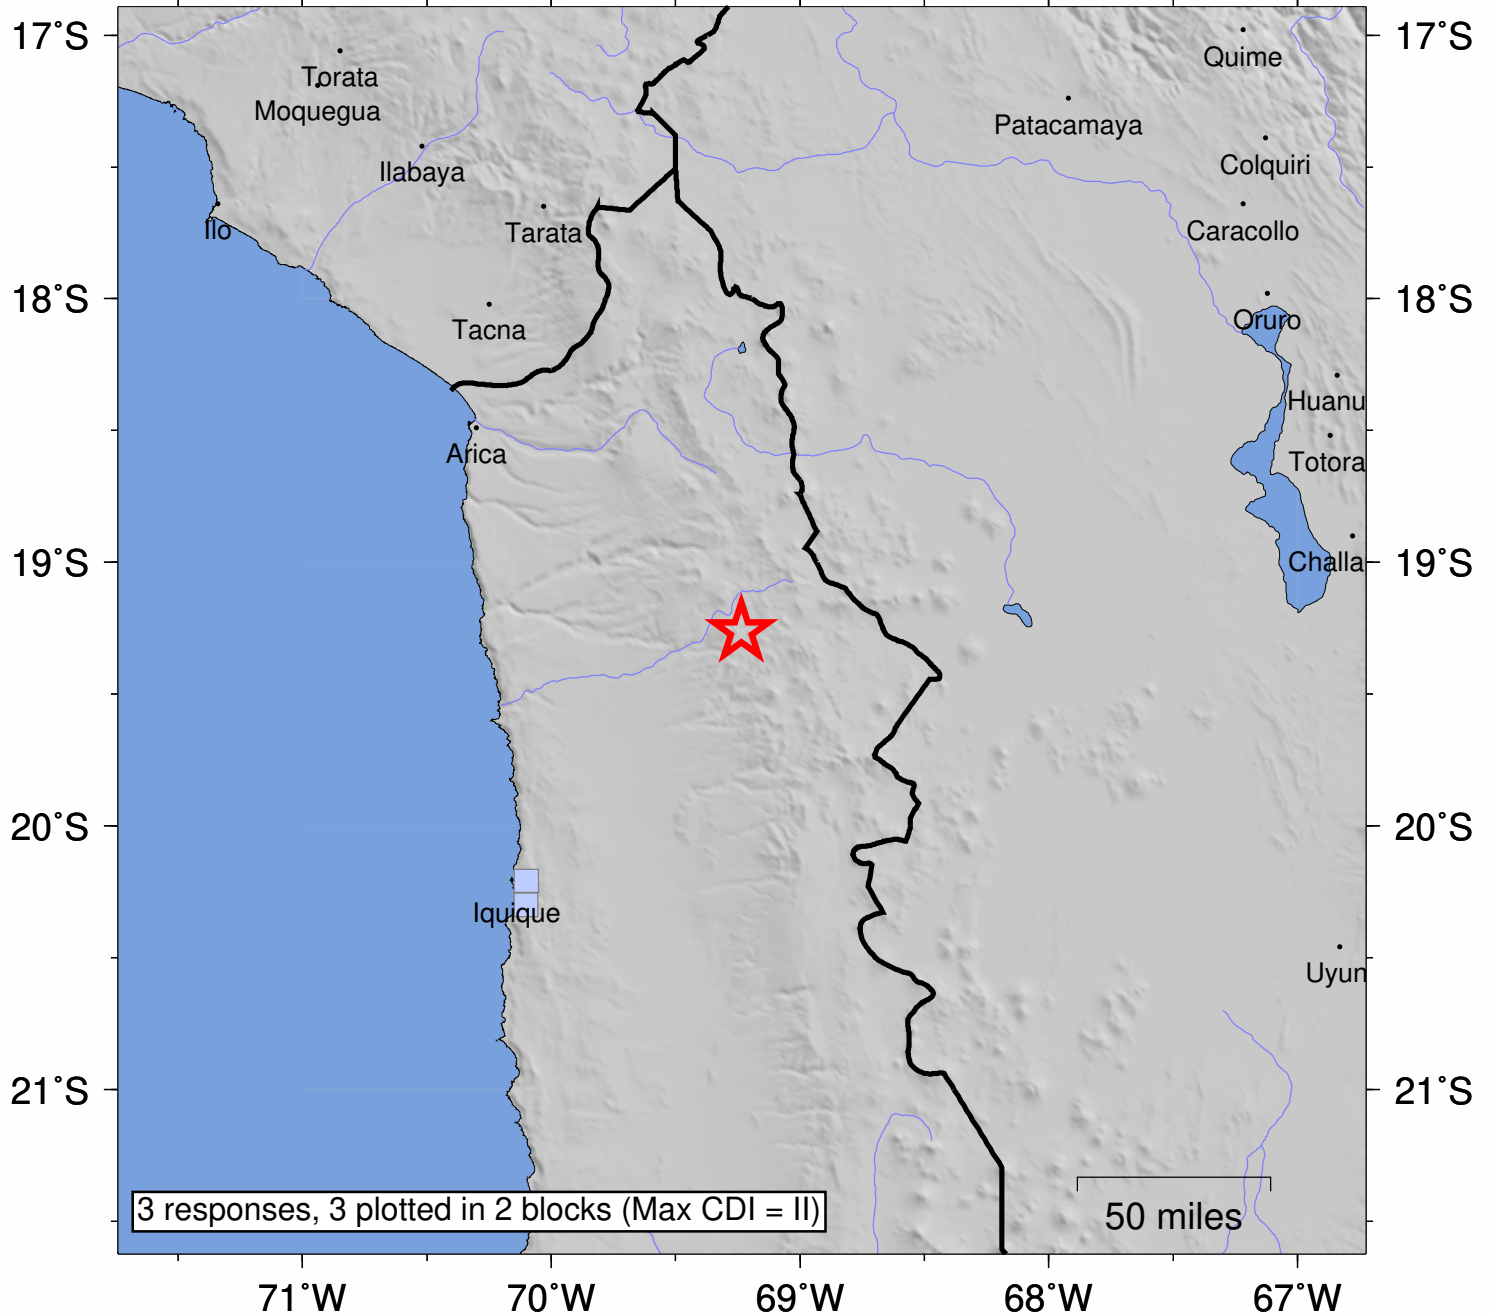 17°S
17°S
Quime
Torata
Moquegua
Patacamaya
Colquiri
Ilabaya
Caracollo
Ilo
Tarata
18°S
18°S
Oruro
Tacna
Huanu
Arica
Totora
19°S
19°S
Challa
20°S
20°S
Iquique
Uyun
21°S
21°S
3 responses, 3 plotted in 2 blocks (Max CDI = II)
50 miles
71°W
70°W
69°W
68°W
67°W